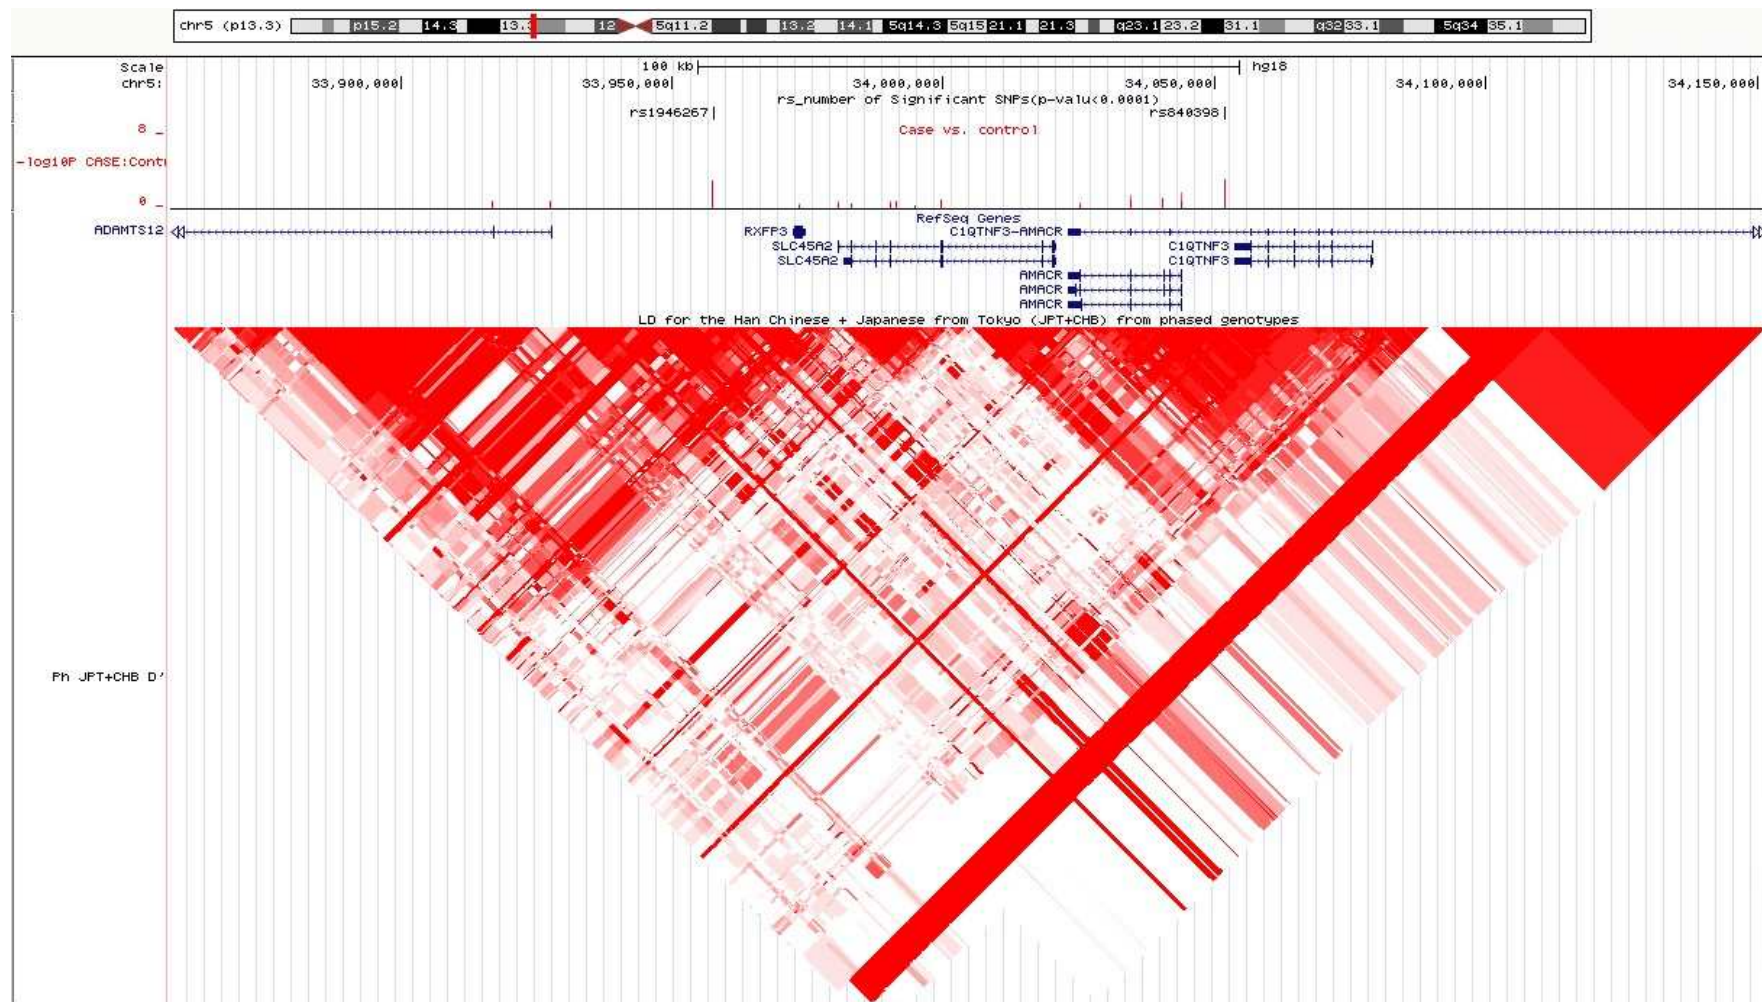 chr5 (p13.3) p15.2 14.3 13.3 12 5q11.2 13.2 14.1 5q14.3 5q15 21.1 21.3 q23.1 23.2 31.1 q32 33.1 5q34 35.1
Scale 100 kb hg18
chr5: 33,900,000| 33,950,000| 34,000,000| 34,050,000| 34,100,000| 34,150,000|
rs_number of Significant SNPs(p-valu<0.0001)
rs1946267| rs840398|
8 _ Case vs. control
-log10P CASE:Cont
0 _
RefSeq Genes
ADAMTS12 RXFP3 C1QTNF3-AMACR
SLC45A2 C1QTNF3
SLC45A2 C1QTNF3
AMACR
AMACR
AMACR
LD for the Han Chinese + Japanese from Tokyo (JPT+CHB) from phased genotypes
Ph JPT+CHB D'